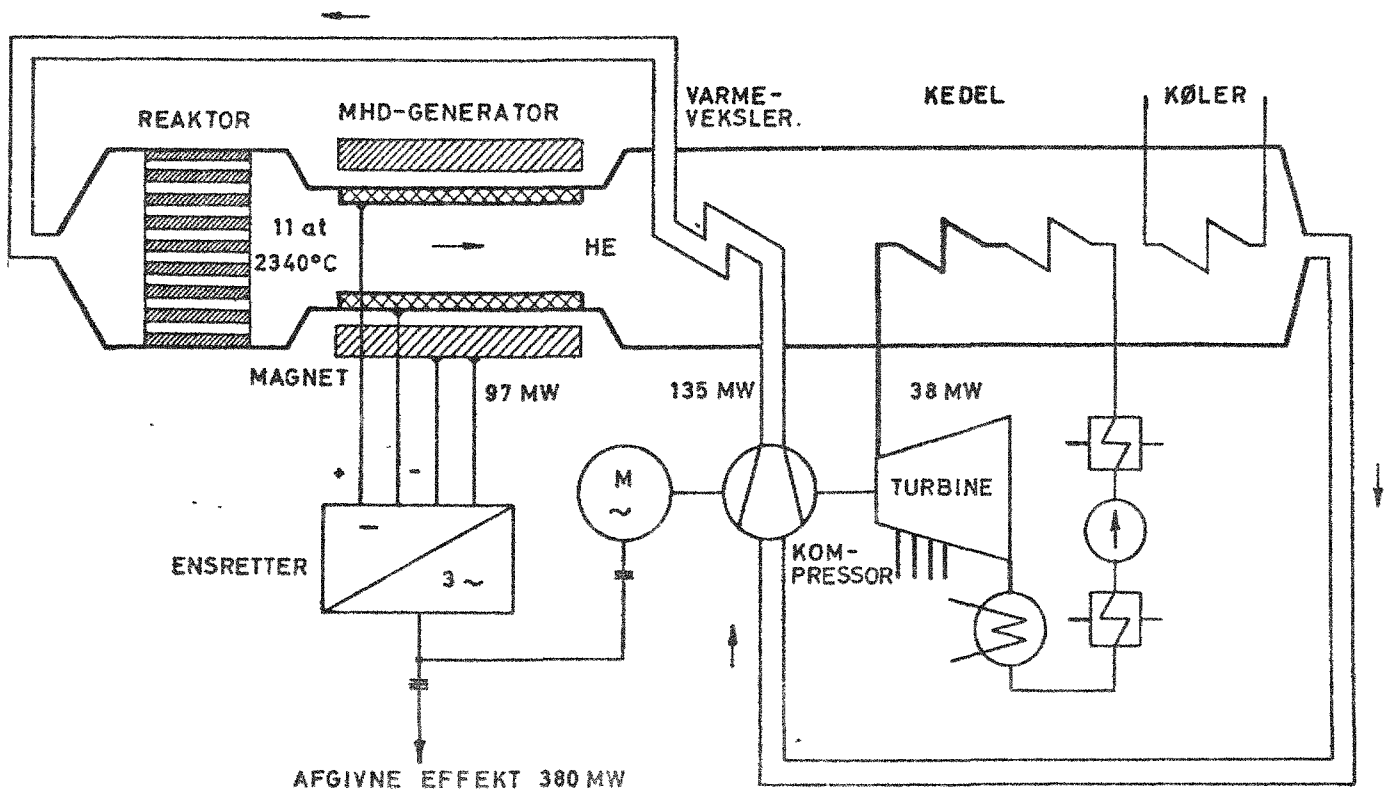 REAKTOR
MHD-GENERATOR
VARME-
VEKSLER.
KEDEL
KØLER
11 at
2340°C
HE
MAGNET
97 MW
135 MW
38 MW
+
-
M
~
TURBINE
ENSRETTER
–
3 ~
KOM-
PRESSOR
AFGIVNE EFFEKT 380 MW